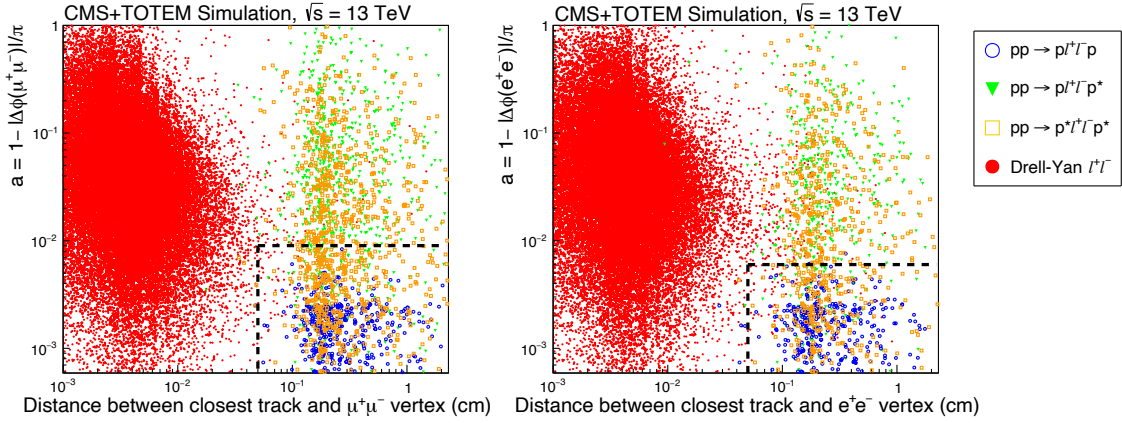 CMS+TOTEM Simulation, √s = 13 TeV
a = 1 - |Δϕ(μ⁺μ⁻)|/π
1
10⁻¹
10⁻²
10⁻³
10⁻³ 10⁻² 10⁻¹ 1
Distance between closest track and μ⁺μ⁻ vertex (cm)
CMS+TOTEM Simulation, √s = 13 TeV
a = 1 - |Δϕ(e⁺e⁻)|/π
1
10⁻¹
10⁻²
10⁻³
10⁻³ 10⁻² 10⁻¹ 1
Distance between closest track and e⁺e⁻ vertex (cm)
pp → pl⁺l⁻p
pp → pl⁺l⁻p*
pp → p*l⁺l⁻p*
Drell-Yan l⁺l⁻